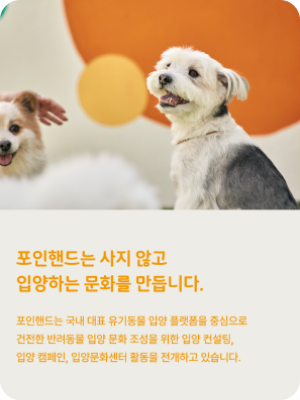 포인핸드는 사지 않고
입양하는 문화를 만듭니다.
포인핸드는 국내 대표 유기동물 입양 플랫폼을 중심으로
건전한 반려동물 입양 문화 조성을 위한 입양 컨설팅,
입양 캠페인, 입양문화센터 활동을 전개하고 있습니다.